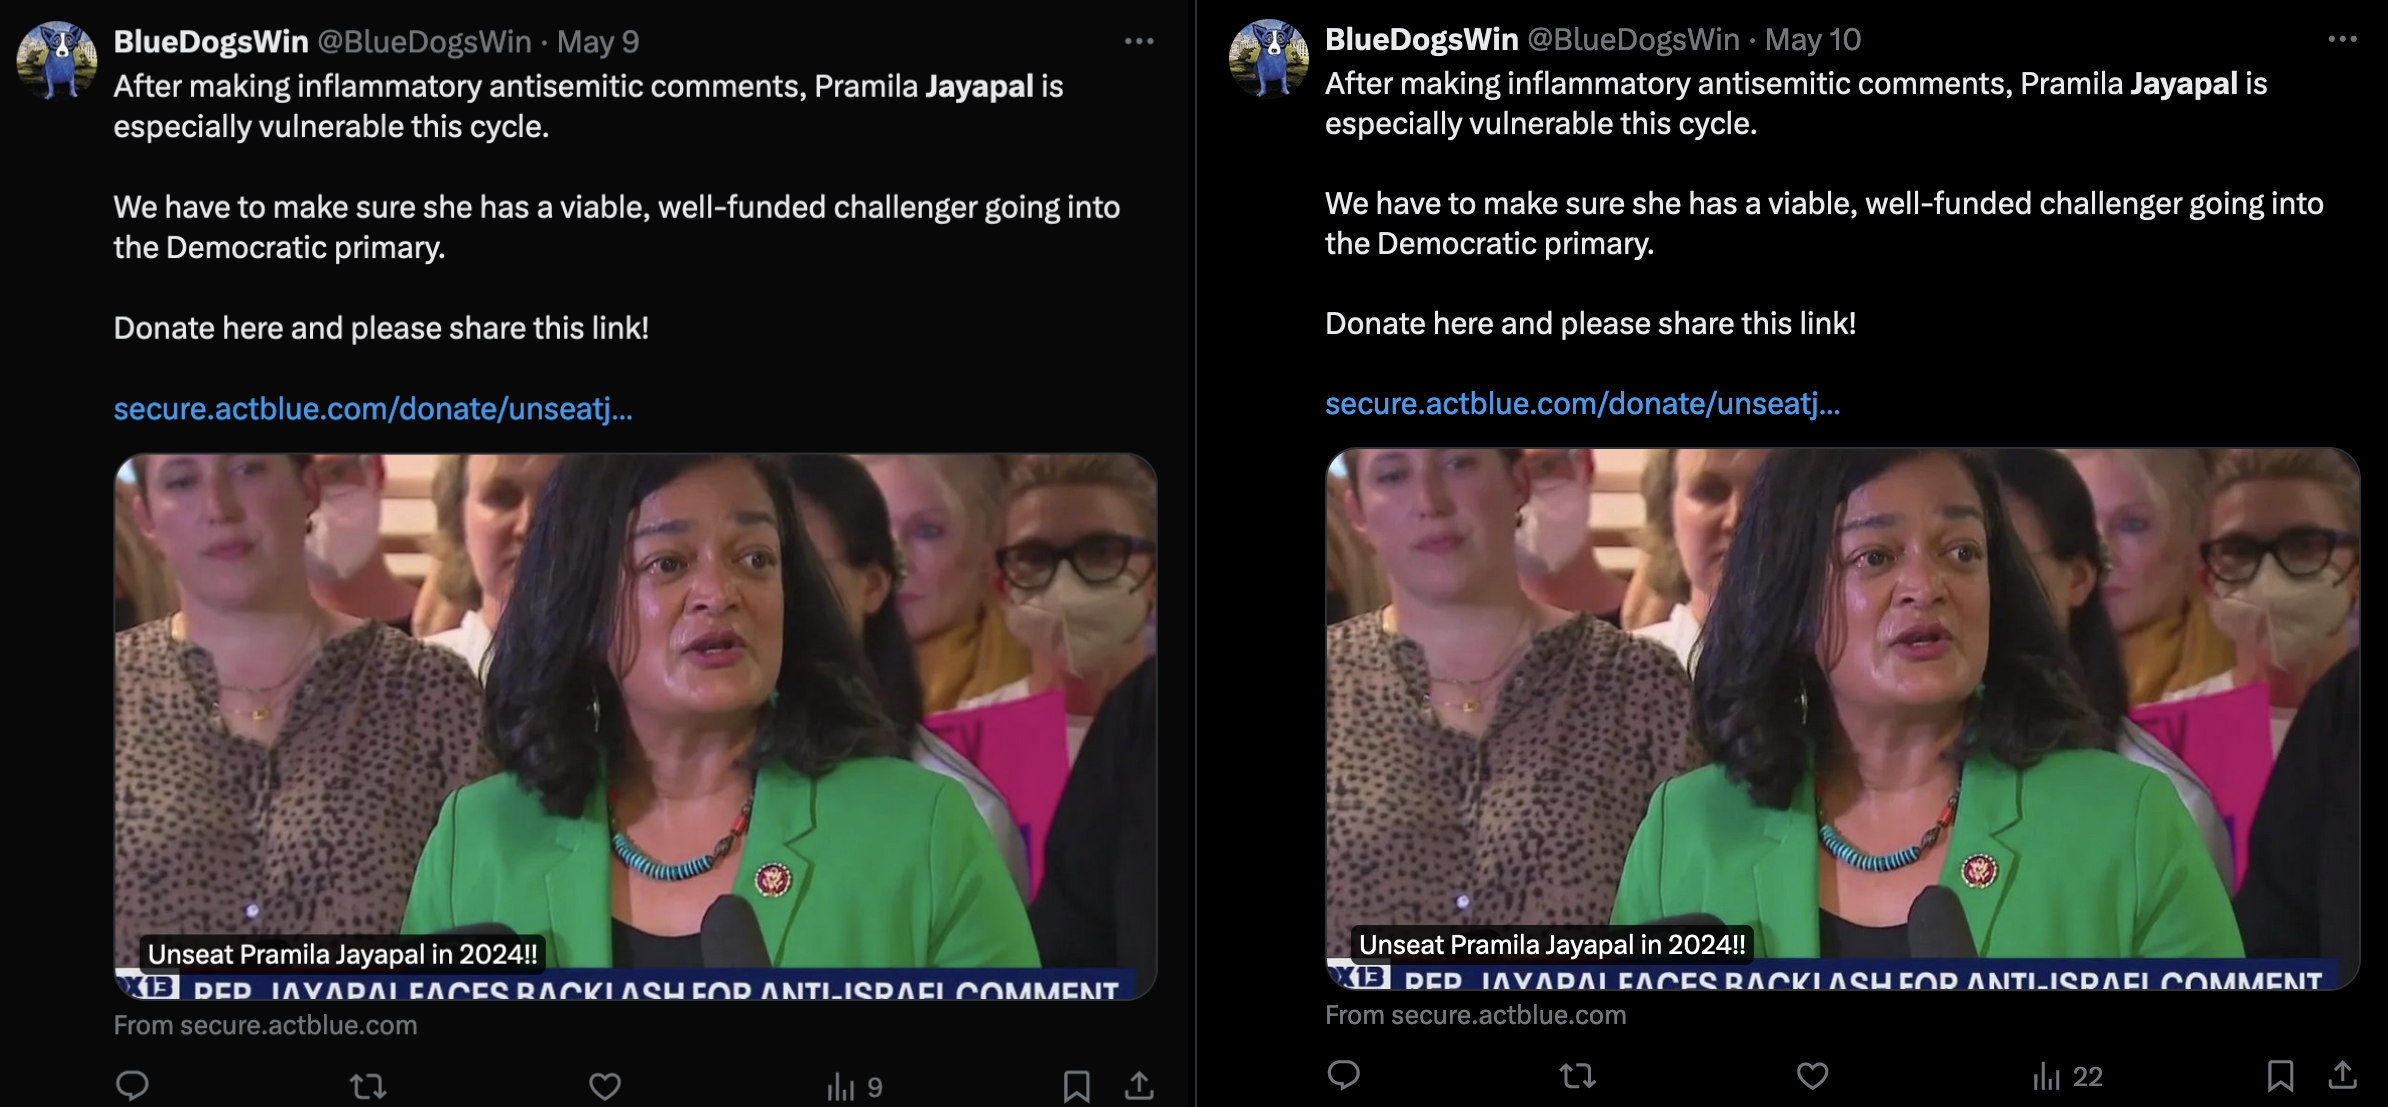 BlueDogsWin @BlueDogsWin · May 9
After making inflammatory antisemitic comments, Pramila Jayapal is
especially vulnerable this cycle.
We have to make sure she has a viable, well-funded challenger going into
the Democratic primary.
Donate here and please share this link!
secure.actblue.com/donate/unseatj...
Unseat Pramila Jayapal in 2024!!
X13 REP. JAYAPAL FACES BACKLASH FOR ANTI-ISRAEL COMMENT
From secure.actblue.com
9
BlueDogsWin @BlueDogsWin · May 10
After making inflammatory antisemitic comments, Pramila Jayapal is
especially vulnerable this cycle.
We have to make sure she has a viable, well-funded challenger going into
the Democratic primary.
Donate here and please share this link!
secure.actblue.com/donate/unseatj...
Unseat Pramila Jayapal in 2024!!
X13 REP. JAYAPAL FACES BACKLASH FOR ANTI-ISRAEL COMMENT
From secure.actblue.com
22